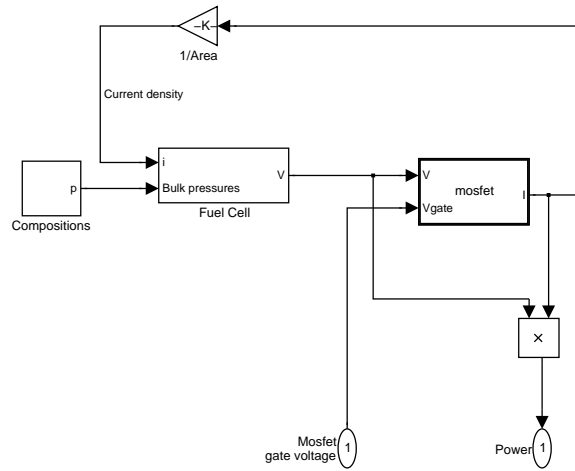 -K-
1/Area
Current density
i
V
Bulk pressures
Fuel Cell
p
Compositions
V
mosfet
I
Vgate
×
Mosfet
gate voltage
1
Power
1